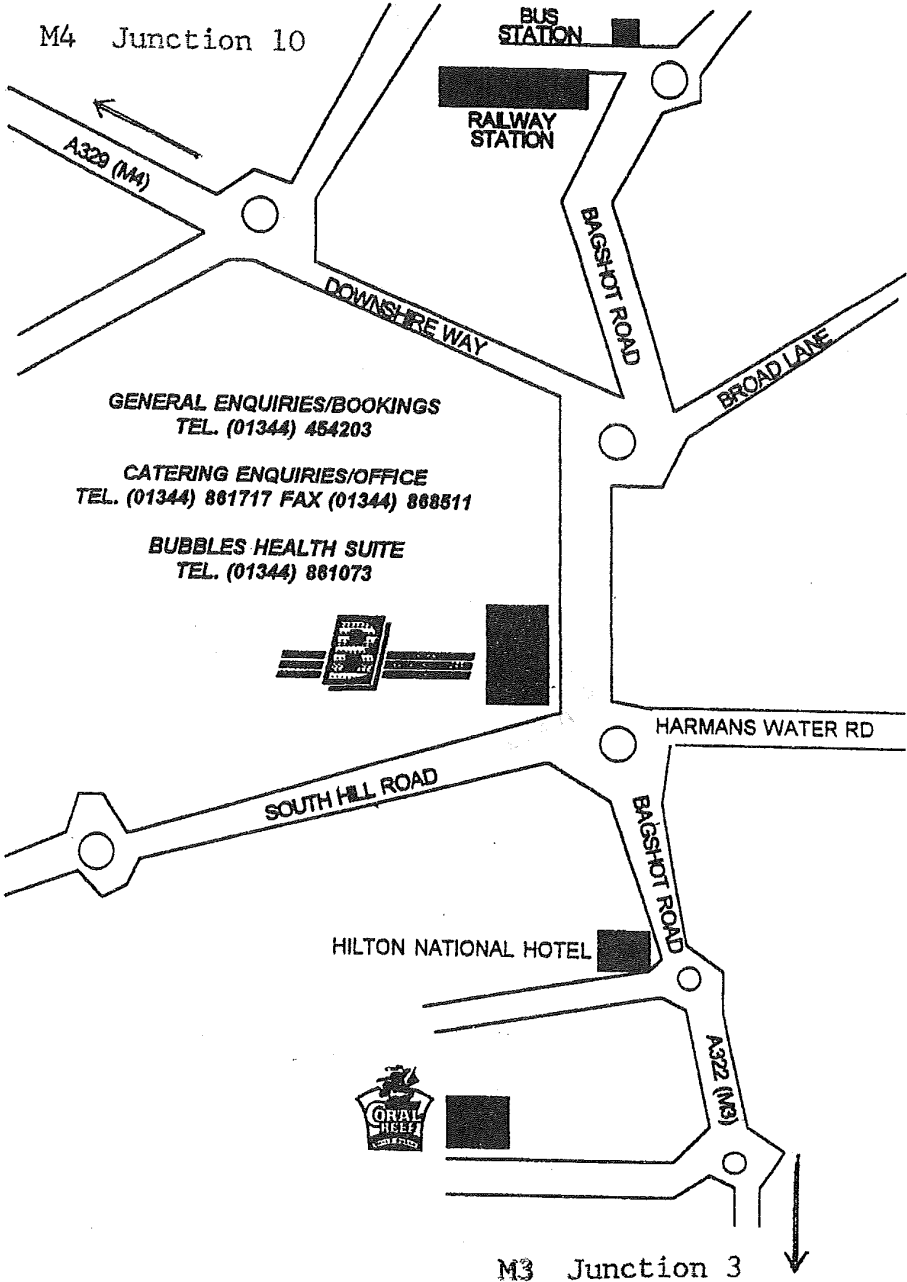 M4 Junction 10
BUS
STATION
RAILWAY
STATION
A329 (M4)
BAGSHOT ROAD
DOWNSHIRE WAY
BROAD LANE
GENERAL ENQUIRIES/BOOKINGS
TEL. (01344) 454203
CATERING ENQUIRIES/OFFICE
TEL. (01344) 861717 FAX (01344) 868511
BUBBLES HEALTH SUITE
TEL. (01344) 861073
B
HARMANS WATER RD
SOUTH HILL ROAD
BAGSHOT ROAD
HILTON NATIONAL HOTEL
A322 (M3)
CORAL
REEF
M3 Junction 3